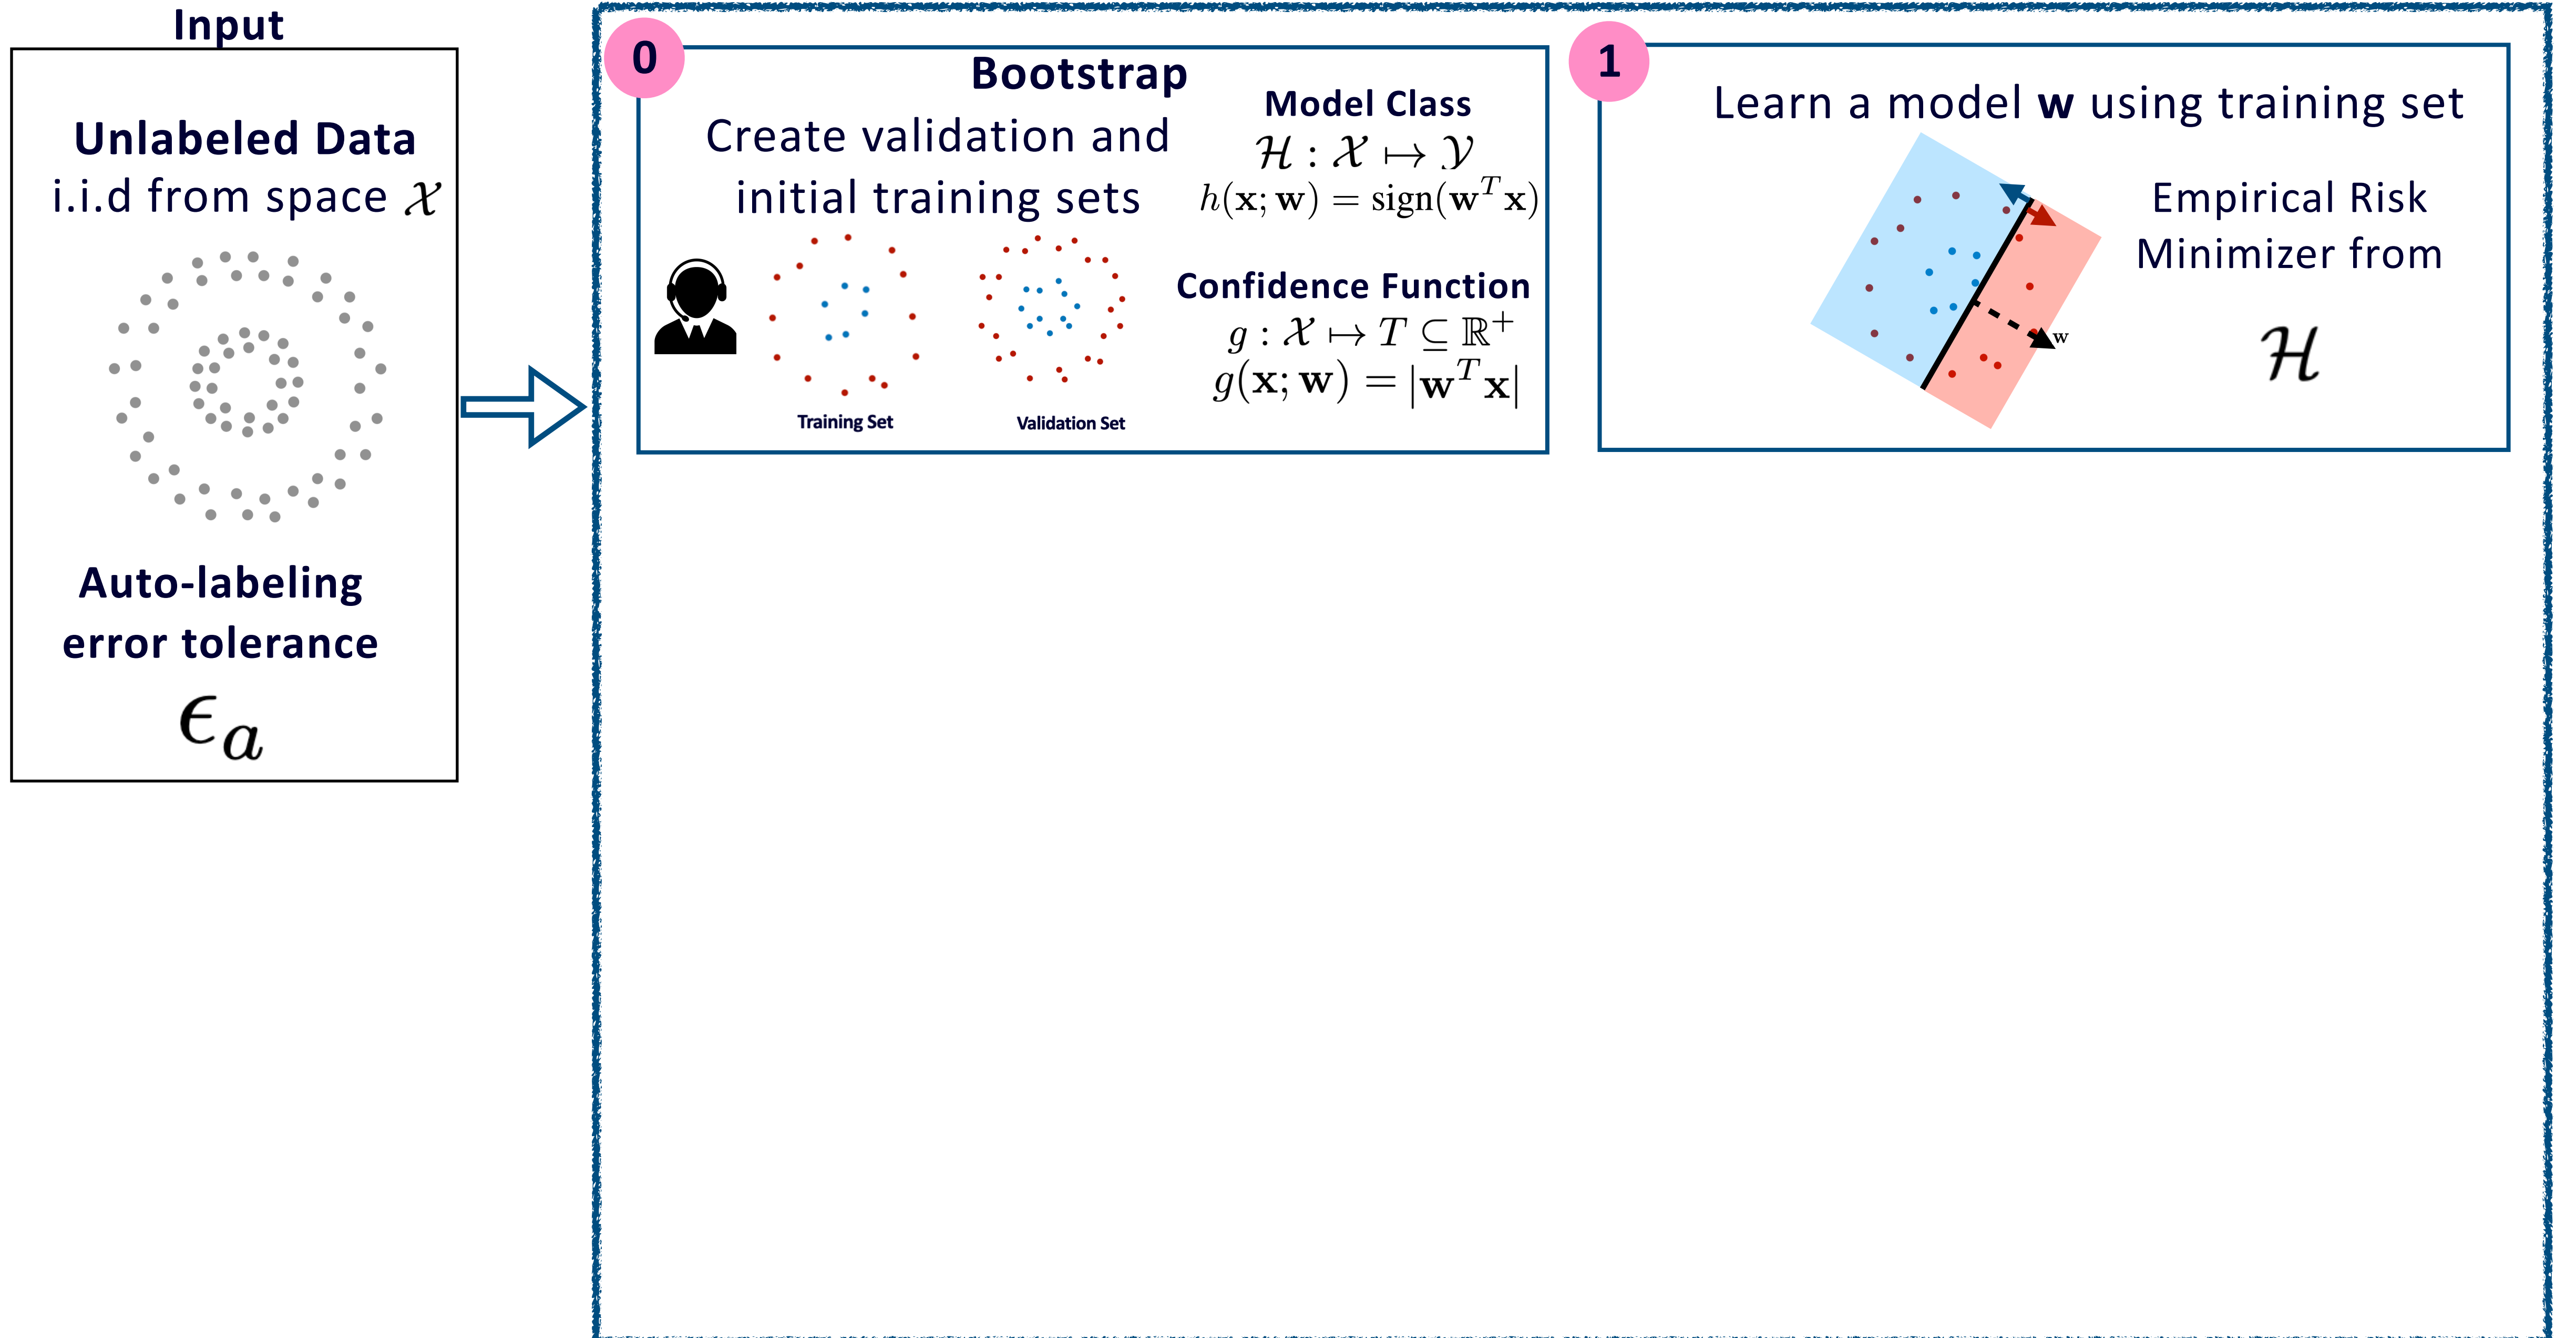 Input
Unlabeled Data
i.i.d from space 𝒳
Auto-labeling
error tolerance
ϵₐ
0
Bootstrap
Create validation and
initial training sets
Training Set
Validation Set
Model Class
ℋ : 𝒳 ↦ 𝒴
h(x; w) = sign(wᵀx)
Confidence Function
g : 𝒳 ↦ T ⊆ ℝ⁺
g(x; w) = |wᵀx|
1
Learn a model w using training set
w
Empirical Risk
Minimizer from
ℋ